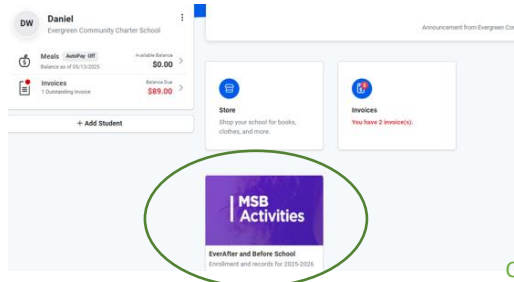 DW
Daniel
Evergreen Community Charter School
Meals AutoPay Off
Balance as of 05/13/2025
Available Balance
$0.00
Invoices
1 Outstanding Invoice
Balance Due
$89.00
+ Add Student
Announcement from Evergreen Co
Store
Shop your school for books,
clothes, and more.
Invoices
You have 2 invoice(s).
MSB
Activities
EverAfter and Before School
Enrollment and records for 2025-2026